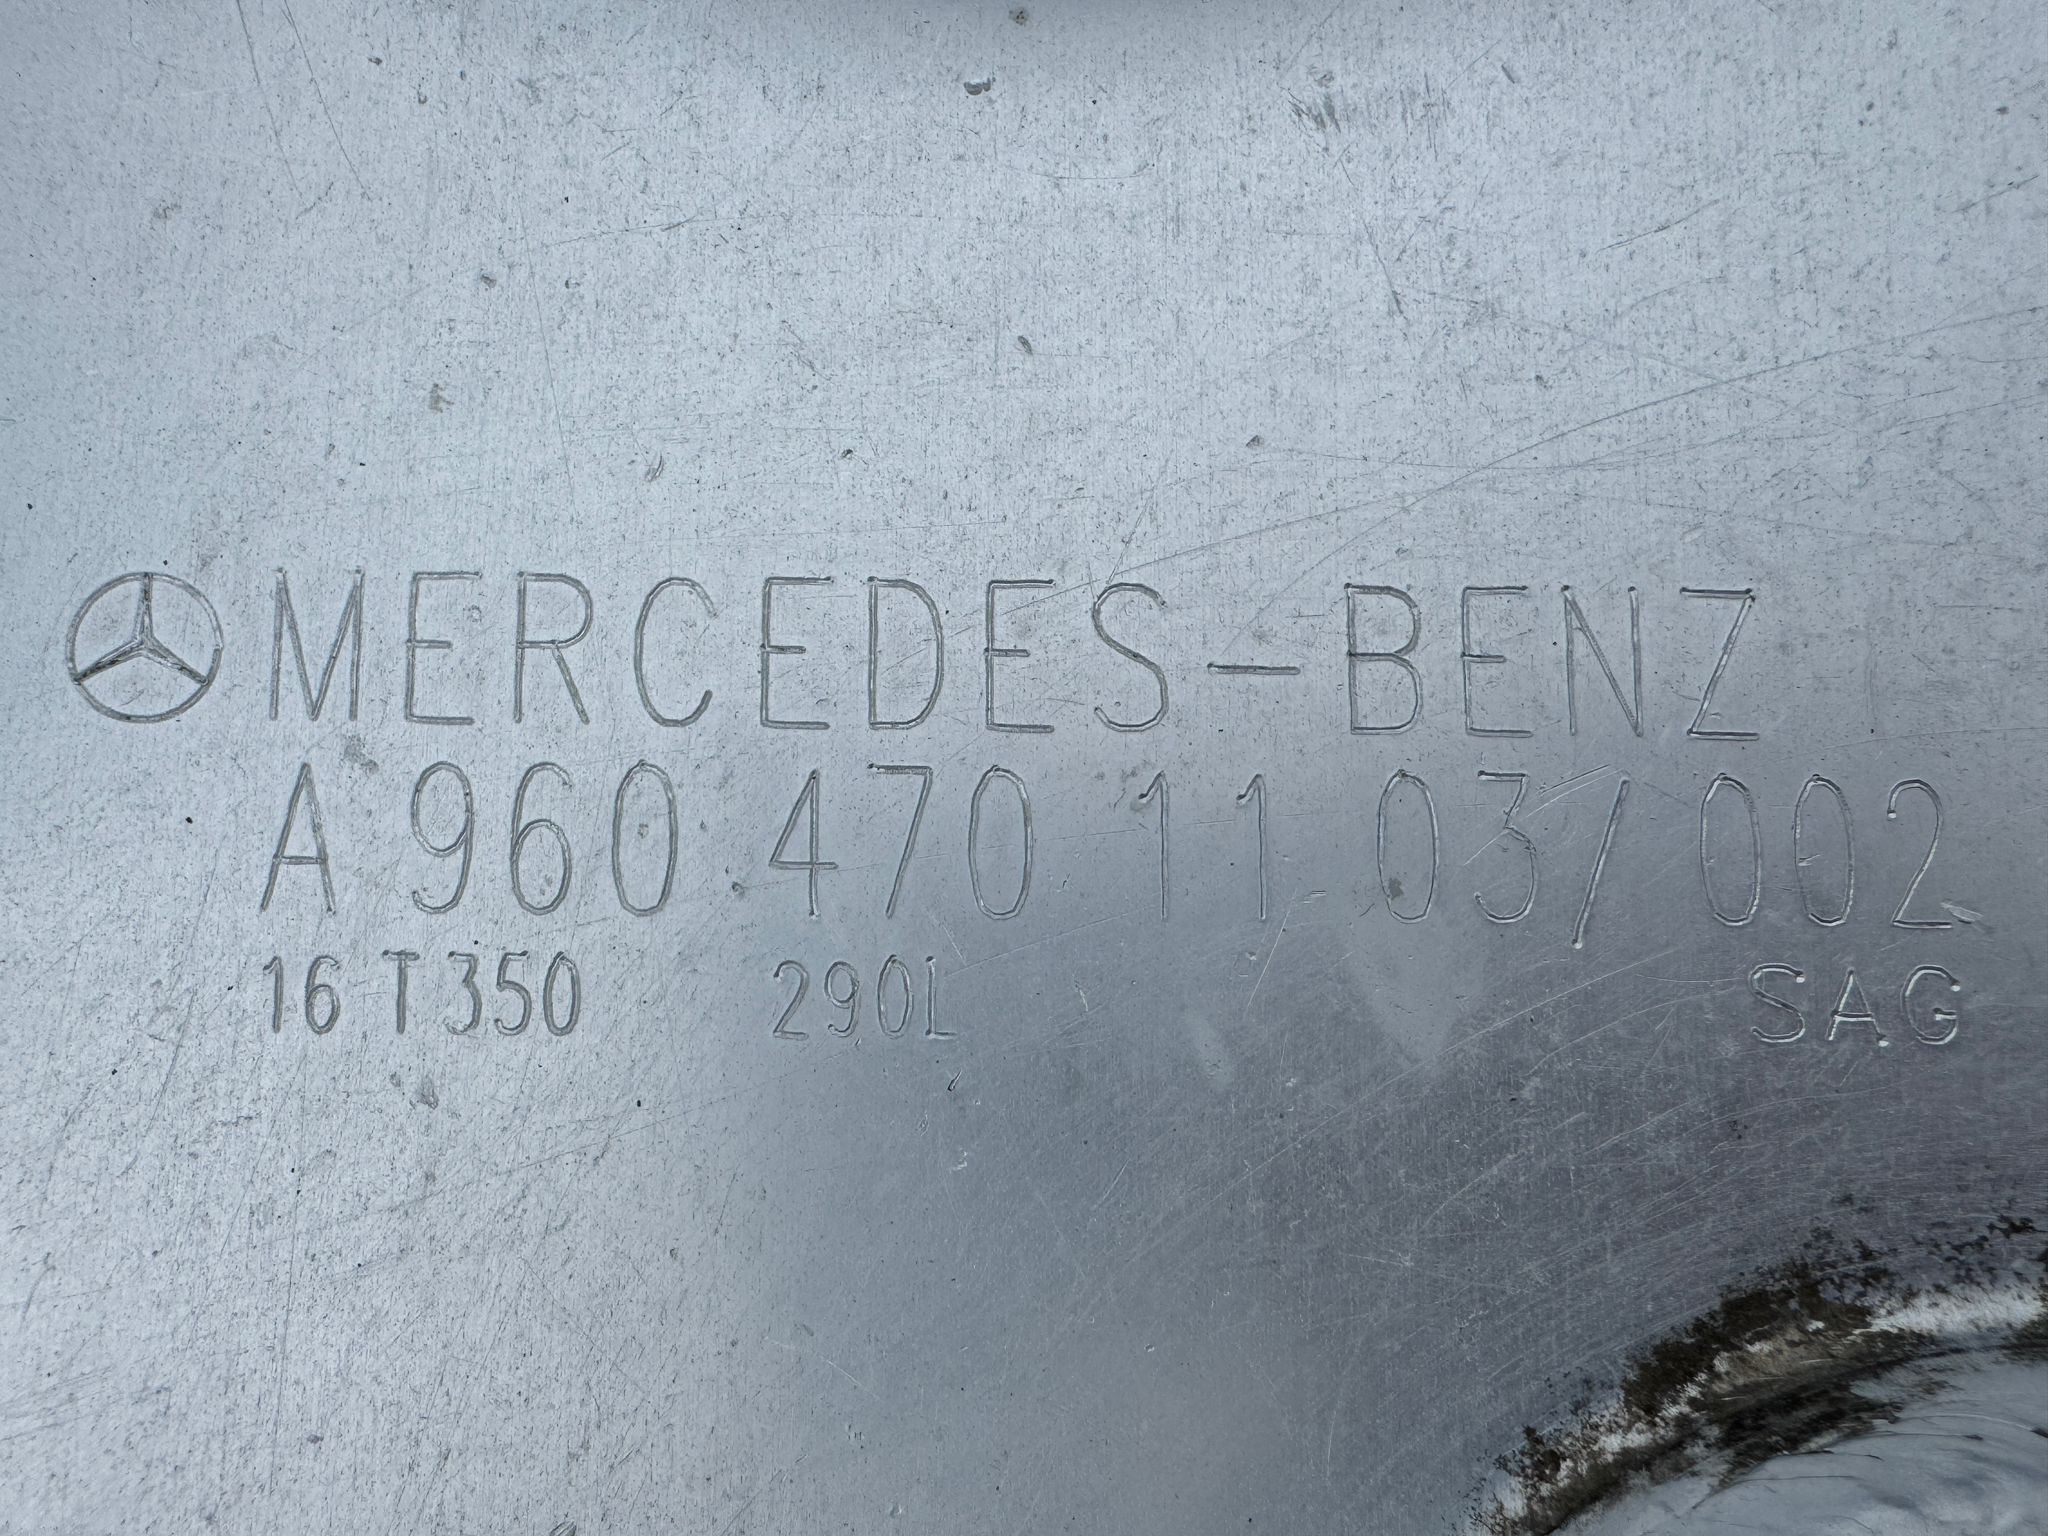 MERCEDES-BENZ
A 960 470 11 03/002
16 T 350 290L SAG